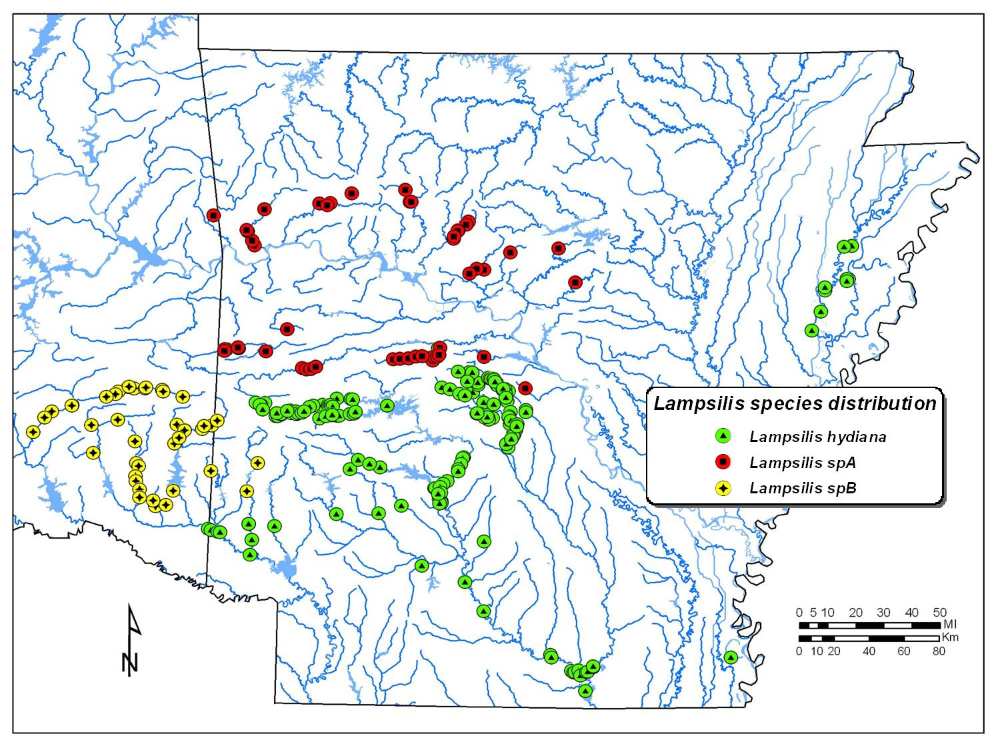 Lampsilis species distribution
Lampsilis hydiana
Lampsilis spA
Lampsilis spB
0 5 10 20 30 40 50
MI
Km
0 10 20 40 60 80
N